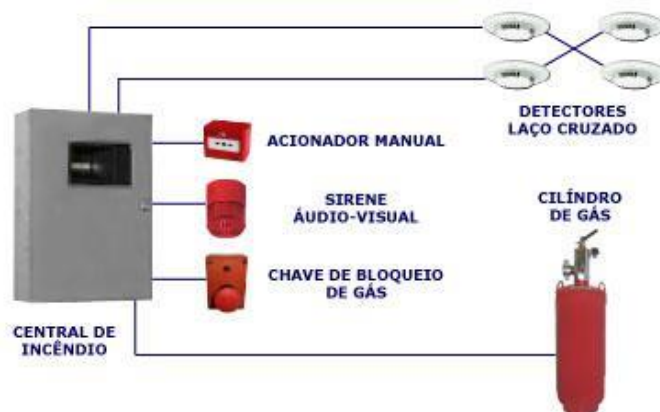 DETECTORES
LAÇO CRUZADO
ACIONADOR MANUAL
SIRENE
ÁUDIO-VISUAL
CILÍNDRO
DE GÁS
CHAVE DE BLOQUEIO
DE GÁS
CENTRAL DE
INCÊNDIO